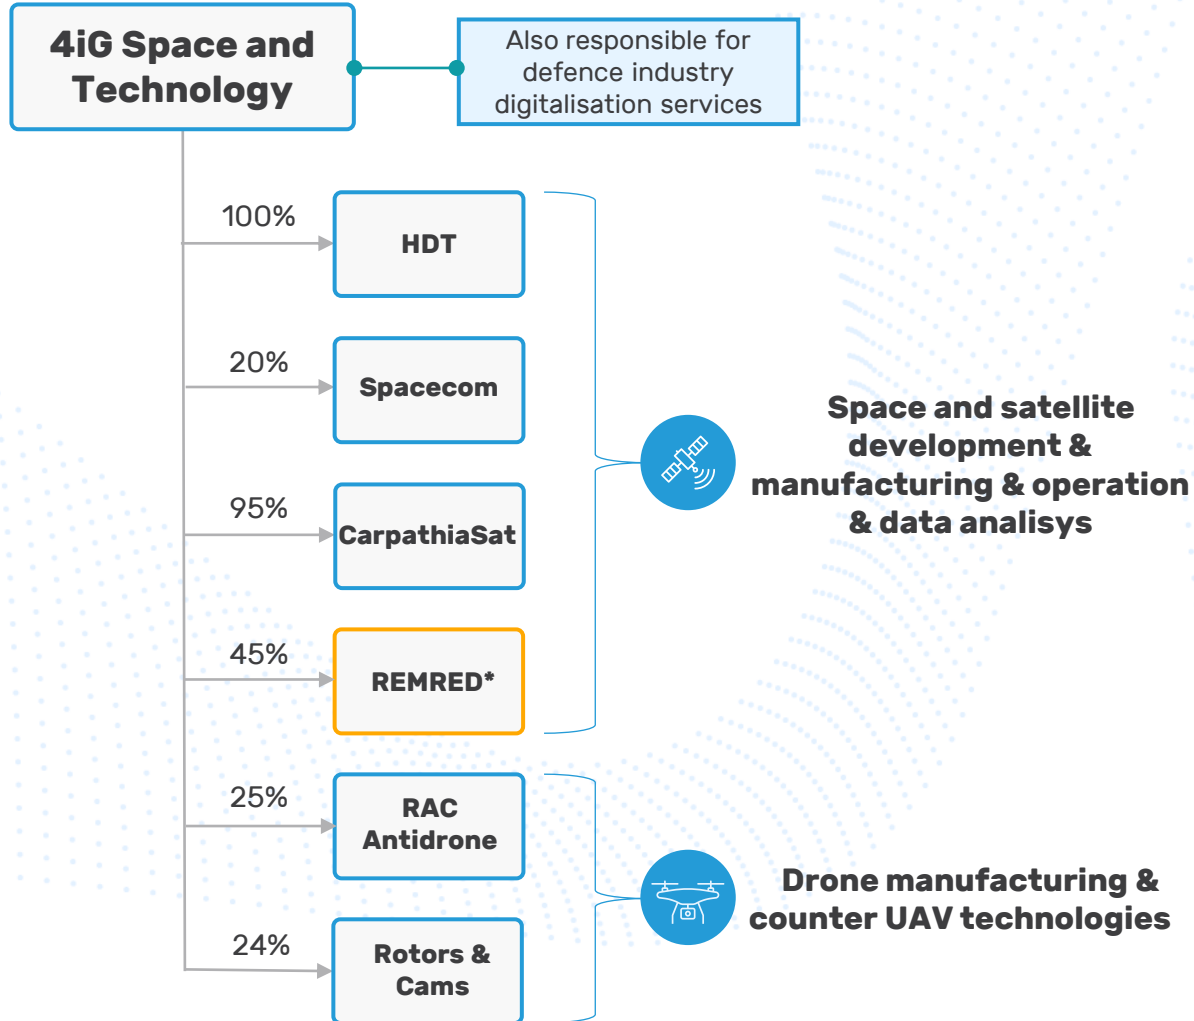 4iG Space and
Technology
Also responsible for
defence industry
digitalisation services
100%
HDT
20%
Spacecom
95%
CarpathiaSat
45%
REMRED*
Space and satellite
development &
manufacturing & operation
& data analisys
25%
RAC
Antidrone
24%
Rotors &
Cams
Drone manufacturing &
counter UAV technologies